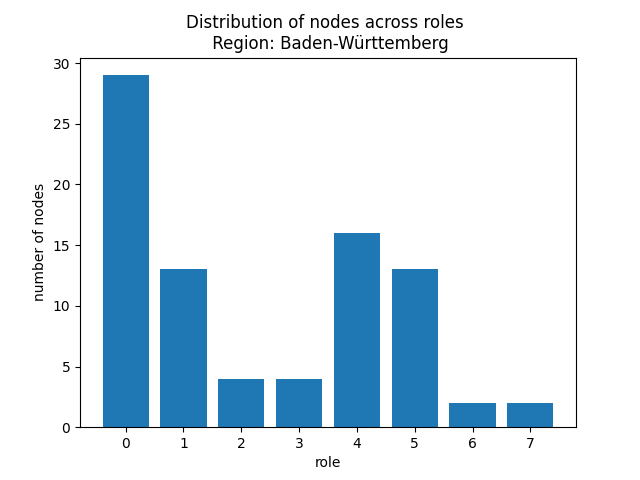 Distribution of nodes across roles
Region: Baden-Württemberg
30
25
20
15
10
5
0
number of nodes
0 1 2 3 4 5 6 7
role